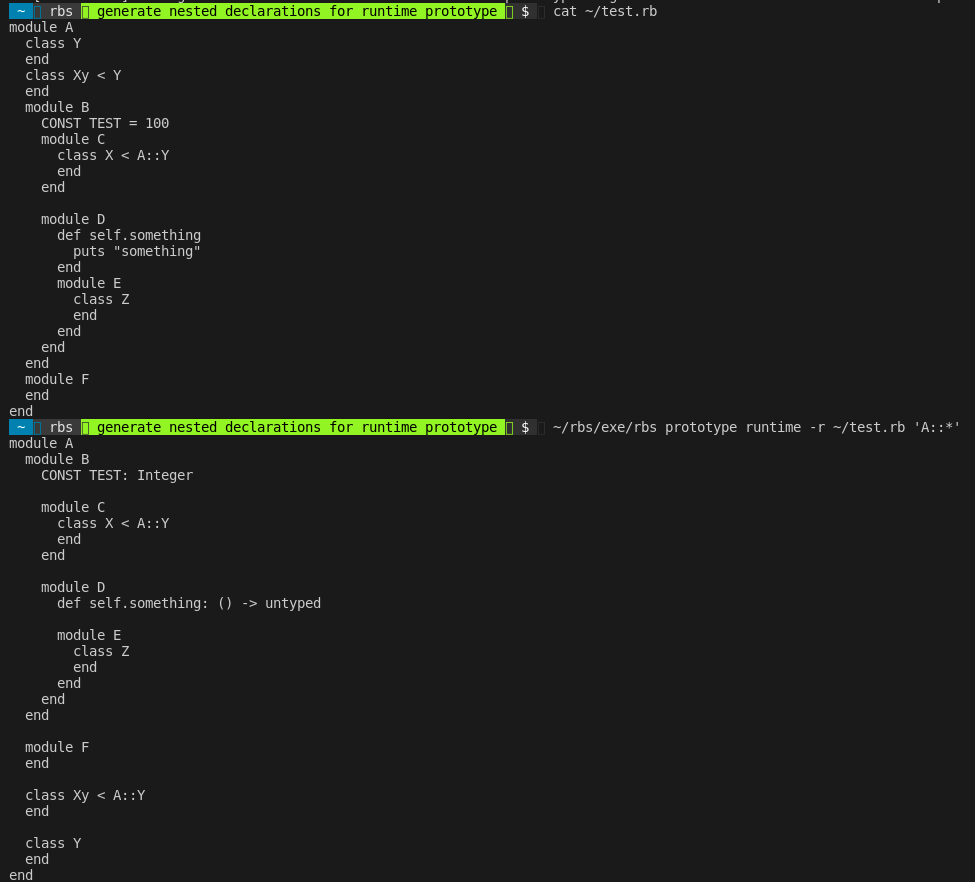 ~ rbs generate nested declarations for runtime prototype $ cat ~/test.rb
module A
  class Y
  end
  class Xy < Y
  end
  module B
    CONST TEST = 100
    module C
      class X < A::Y
      end
    end

    module D
      def self.something
        puts "something"
      end
      module E
        class Z
        end
      end
    end
  end
  module F
  end
end
~ rbs generate nested declarations for runtime prototype $ ~/rbs/exe/rbs prototype runtime -r ~/test.rb 'A::*'
module A
  module B
    CONST TEST: Integer

    module C
      class X < A::Y
      end
    end

    module D
      def self.something: () -> untyped

      module E
        class Z
        end
      end
    end
  end

  module F
  end

  class Xy < A::Y
  end

  class Y
  end
end